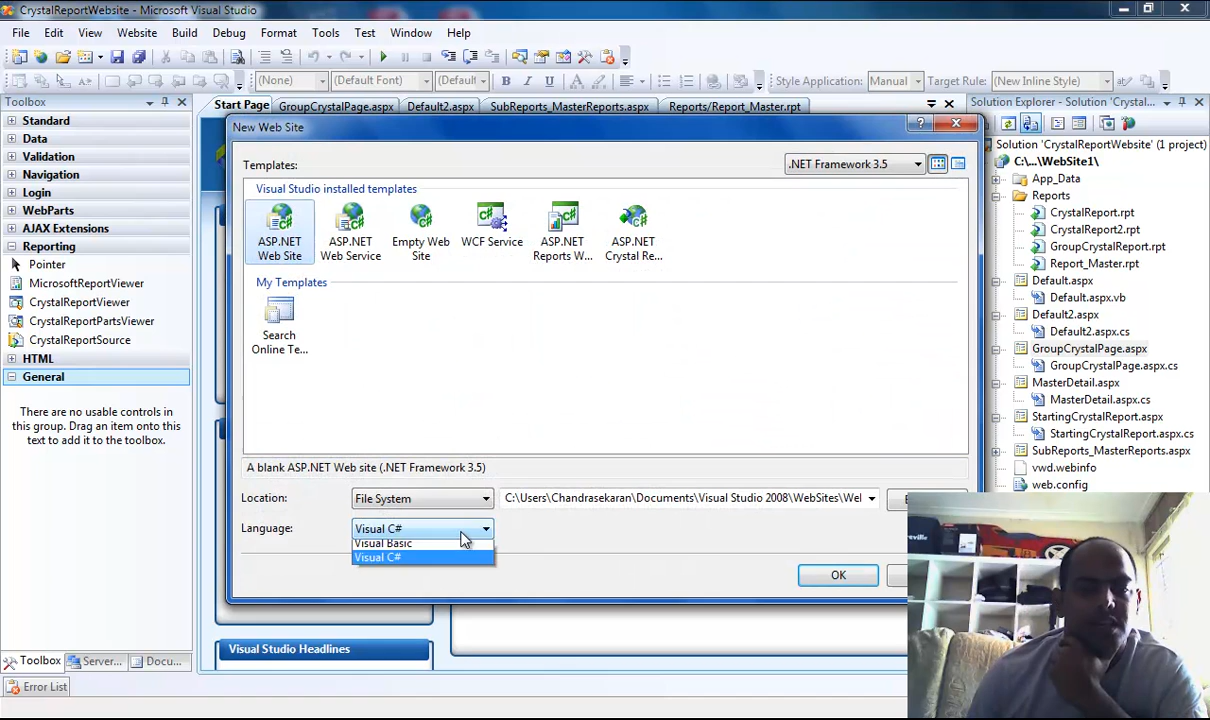 CrystalReportWebsite - Microsoft Visual Studio
File Edit View Website Build Debug Format Tools Test Window Help
(None) (Default Font) (Default B I U A Style Application: Manual Target Rule: (New Inline Style)
Toolbox
Standard
Data
Validation
Navigation
Login
WebParts
AJAX Extensions
Reporting
Pointer
MicrosoftReportViewer
CrystalReportViewer
CrystalReportPartsViewer
CrystalReportSource
HTML
General
There are no usable controls in
this group. Drag an item onto this
text to add it to the toolbox.
Toolbox Server... Docu...
Error List
Start Page GroupCrystalPage.aspx Default2.aspx SubReports_MasterReports.aspx Reports/Report_Master.rpt
New Web Site
Templates:
.NET Framework 3.5
Visual Studio installed templates
ASP.NET
Web Site
ASP.NET
Web Service
Empty Web
Site
WCF Service
ASP.NET
Reports W...
ASP.NET
Crystal Re...
My Templates
Search
Online Te...
A blank ASP.NET Web site (.NET Framework 3.5)
Location: File System C:\Users\Chandrasekaran\Documents\Visual Studio 2008\WebSites\Wel
Language: Visual C#
Visual Basic
Visual C#
OK
Visual Studio Headlines
Solution Explorer - Solution 'Cryst...
Solution 'CrystalReportWebsite' (1 project)
C:\...\WebSite1\
App_Data
Reports
CrystalReport.rpt
CrystalReport2.rpt
GroupCrystalReport.rpt
Report_Master.rpt
Default.aspx
Default.aspx.vb
Default2.aspx
Default2.aspx.cs
GroupCrystalPage.aspx
GroupCrystalPage.aspx.cs
MasterDetail.aspx
MasterDetail.aspx.cs
StartingCrystalReport.aspx
StartingCrystalReport.aspx.cs
SubReports_MasterReports.aspx
vwd.webinfo
web.config